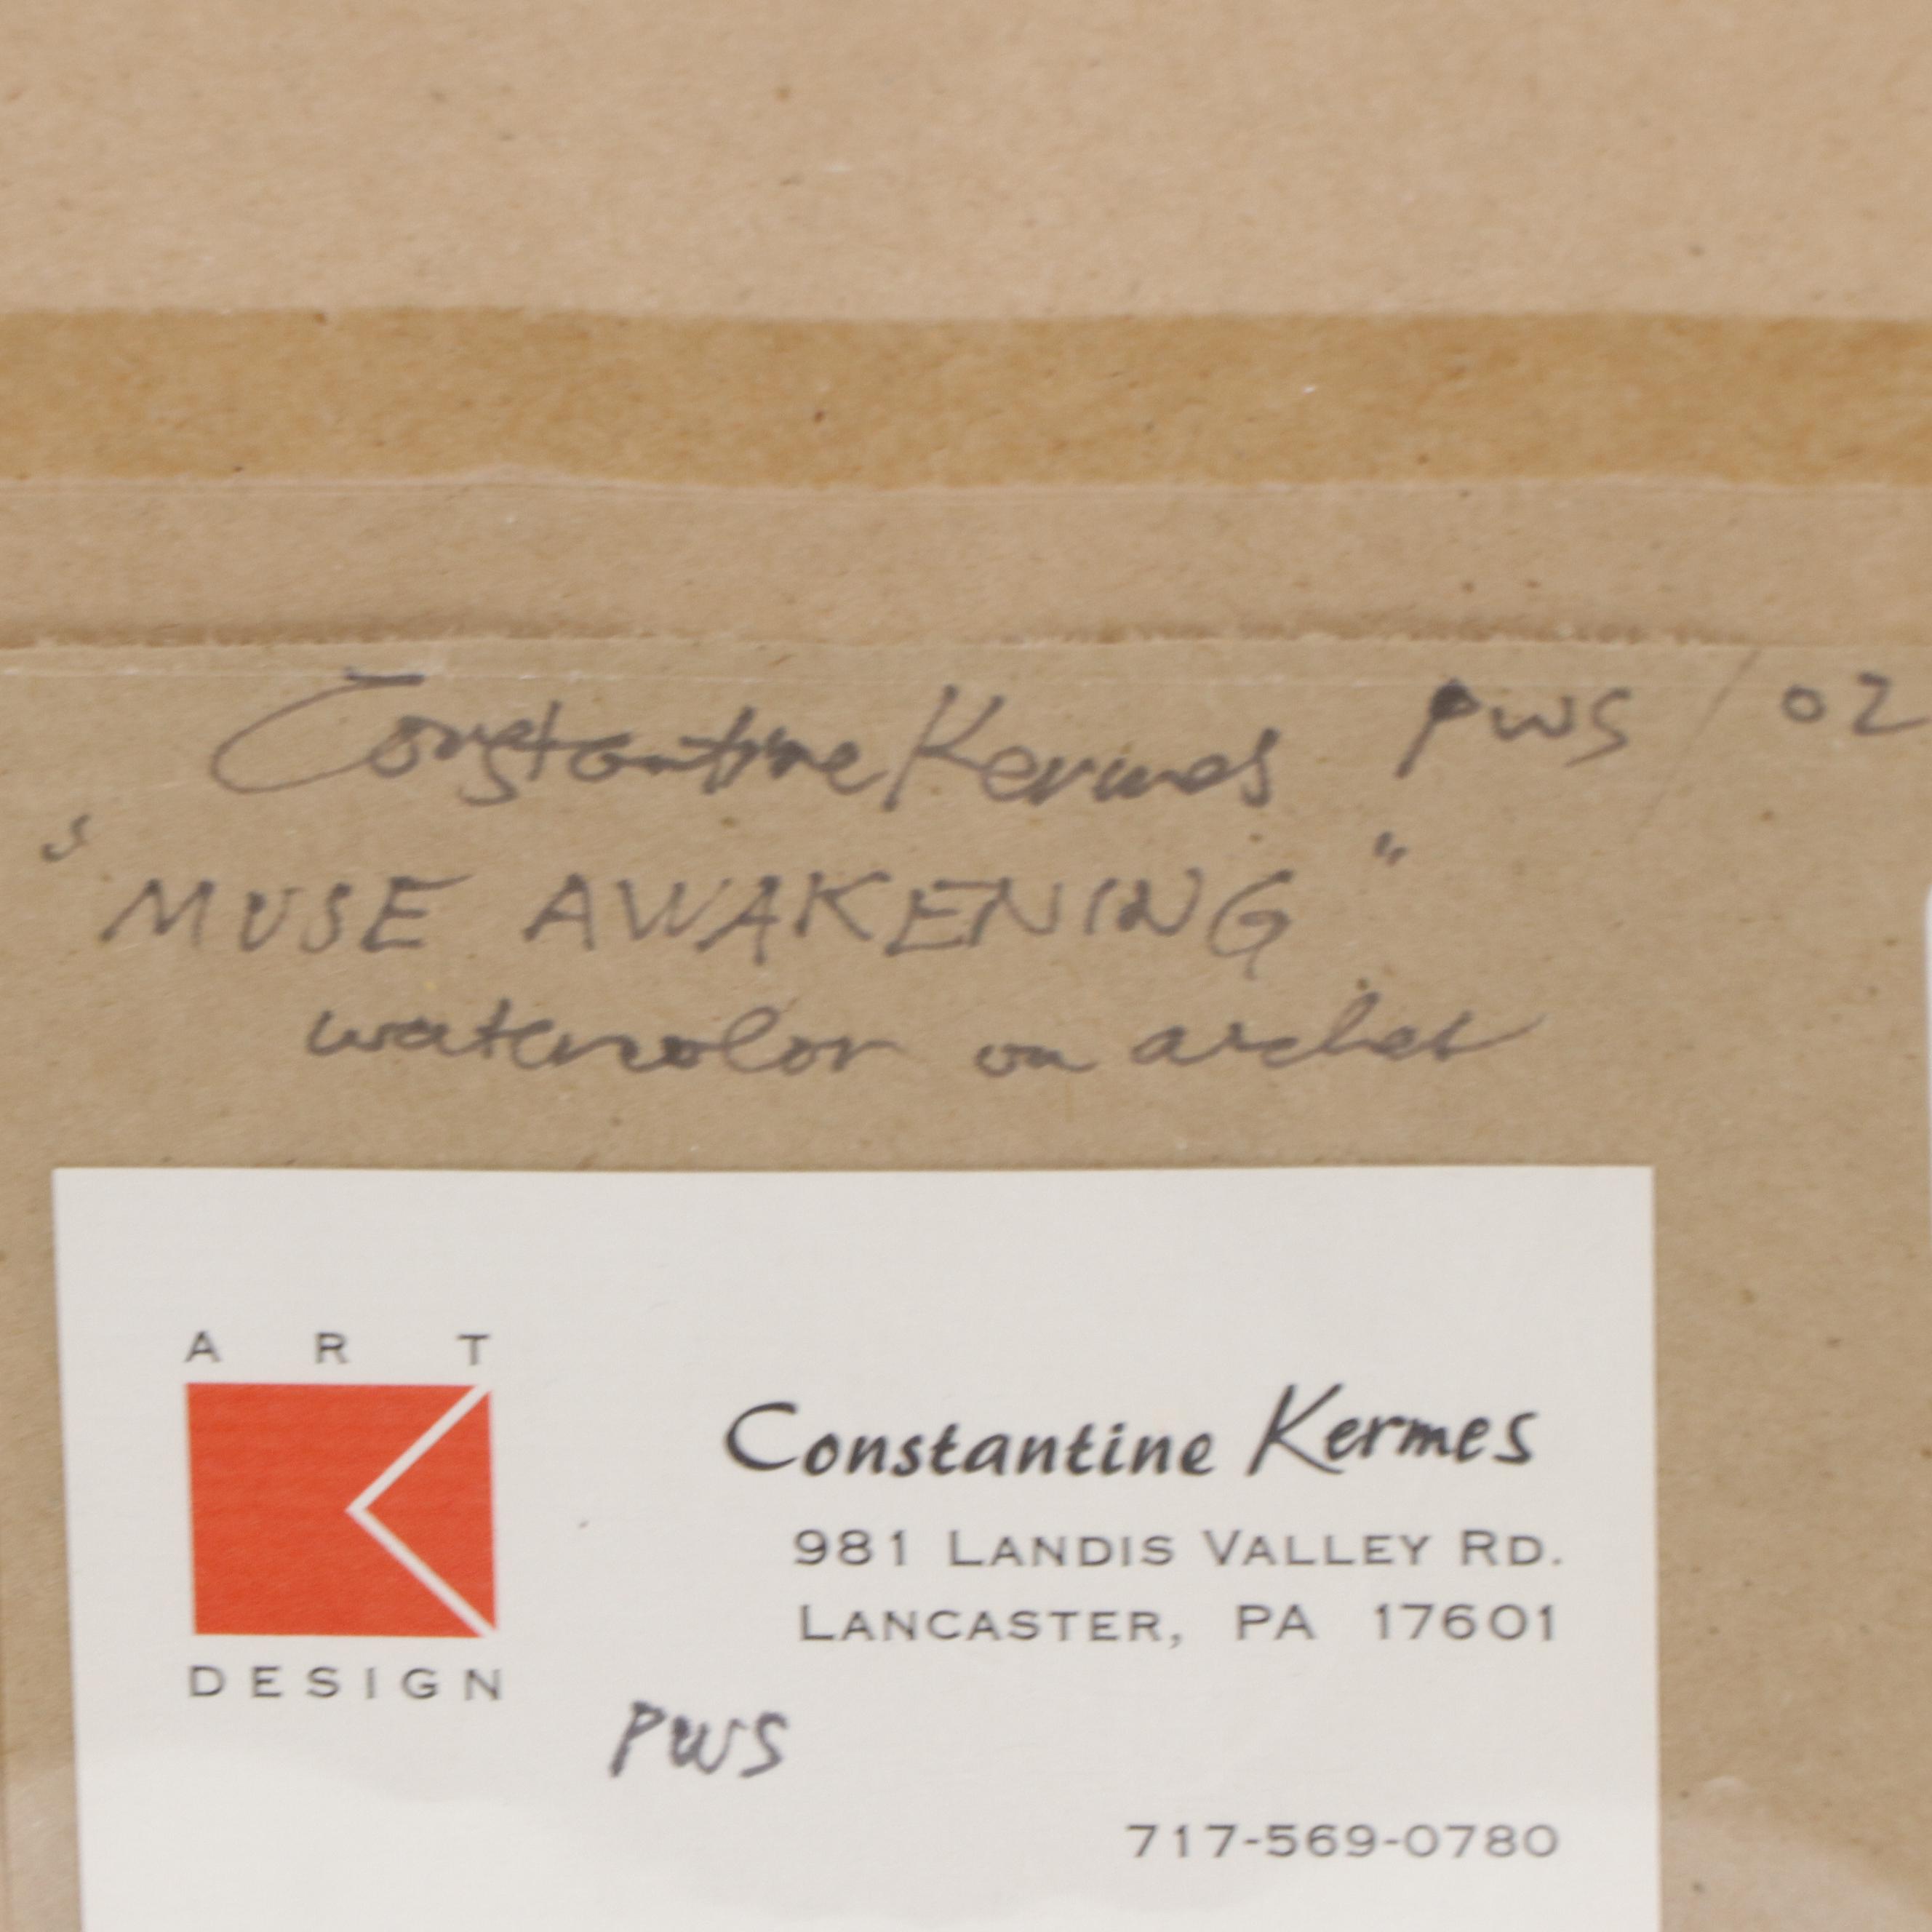 Constantine Kermes PWS / 02
"MUSE AWAKENING"
watercolor on arches
ART
DESIGN
Constantine Kermes
981 LANDIS VALLEY RD.
LANCASTER, PA 17601
PWS
717-569-0780